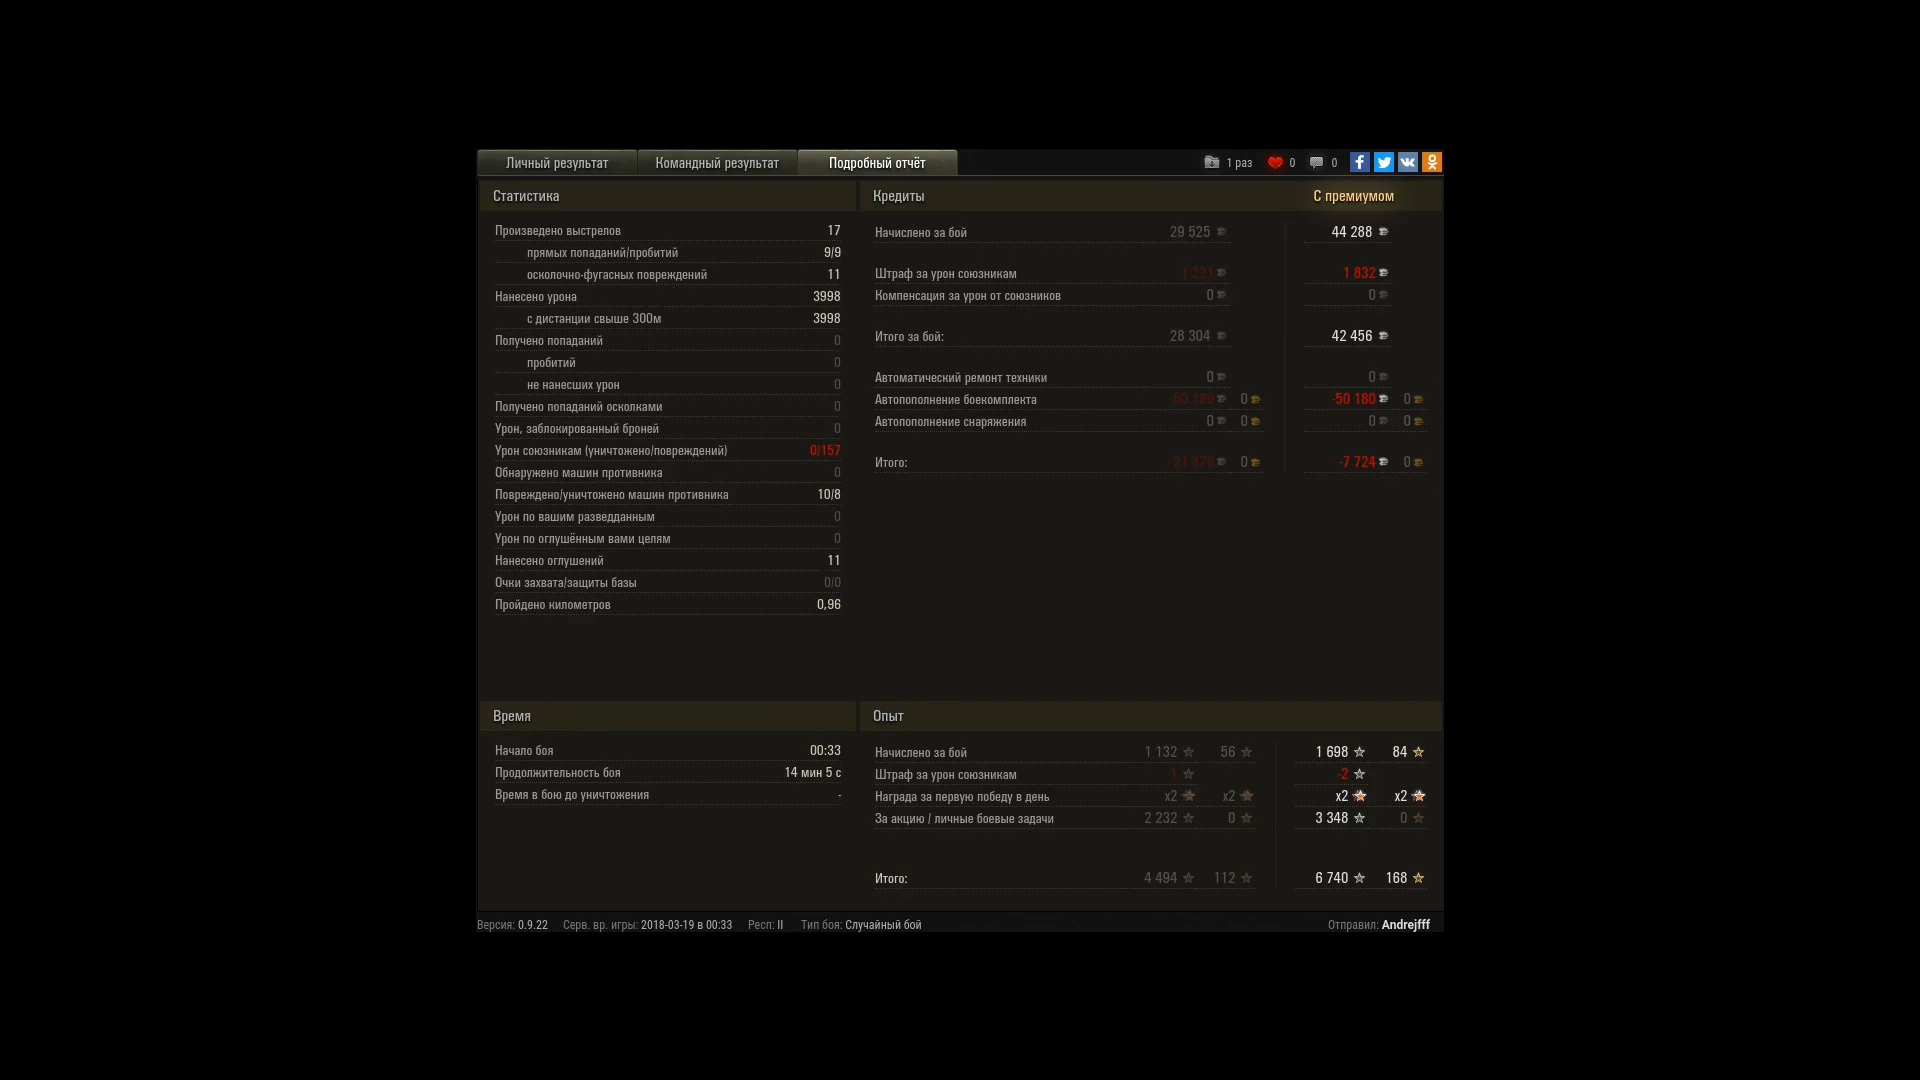 Личный результат Командный результат Подробный отчёт 1 раз 0 0
Статистика
Произведено выстрелов 17
прямых попаданий/пробитий 9/9
осколочно-фугасных повреждений 11
Нанесено урона 3998
с дистанции свыше 300м 3998
Получено попаданий 0
пробитий 0
не нанесших урон 0
Получено попаданий осколками 0
Урон, заблокированный броней 0
Урон союзникам (уничтожено/повреждений) 0/157
Обнаружено машин противника 0
Повреждено/уничтожено машин противника 10/8
Урон по вашим разведданным 0
Урон по оглушённым вами целям 0
Нанесено оглушений 11
Очки захвата/защиты базы 0/0
Пройдено километров 0,96
Кредиты С премиумом
Начислено за бой 29 525 44 288
Штраф за урон союзникам -1 221 1 832
Компенсация за урон от союзников 0 0
Итого за бой: 28 304 42 456
Автоматический ремонт техники 0 0
Автопополнение боекомплекта -50 180 0 -50 180 0
Автопополнение снаряжения 0 0 0 0
Итого: -21 876 0 -7 724 0
Время
Начало боя 00:33
Продолжительность боя 14 мин 5 с
Время в бою до уничтожения -
Опыт
Начислено за бой 1 132 56 1 698 84
Штраф за урон союзникам -2
Награда за первую победу в день x2 x2 x2 x2
За акцию / личные боевые задачи 2 232 0 3 348 0
Итого: 4 494 112 6 740 168
Версия: 0.9.22 Серв. вр. игры: 2018-03-19 в 00:33 Респ: II Тип боя: Случайный бой Отправил: Andrejfff